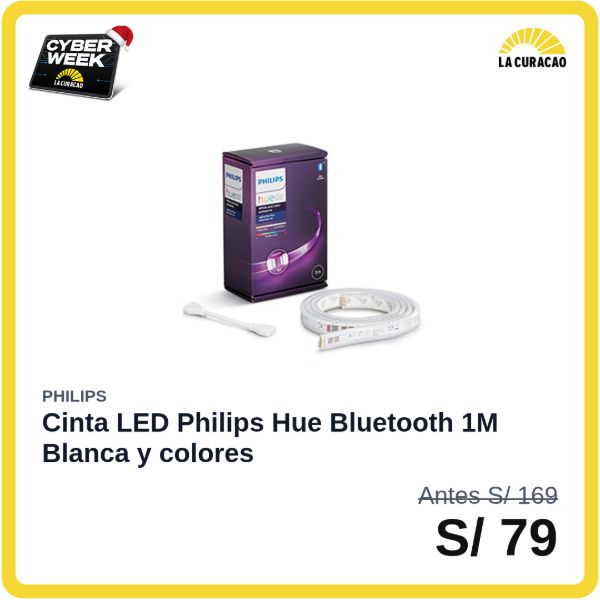 CYBER
WEEK
LA CURACAO
LA CURACAO
PHILIPS
hue
1m
PHILIPS
Cinta LED Philips Hue Bluetooth 1M
Blanca y colores
Antes S/ 169
S/ 79